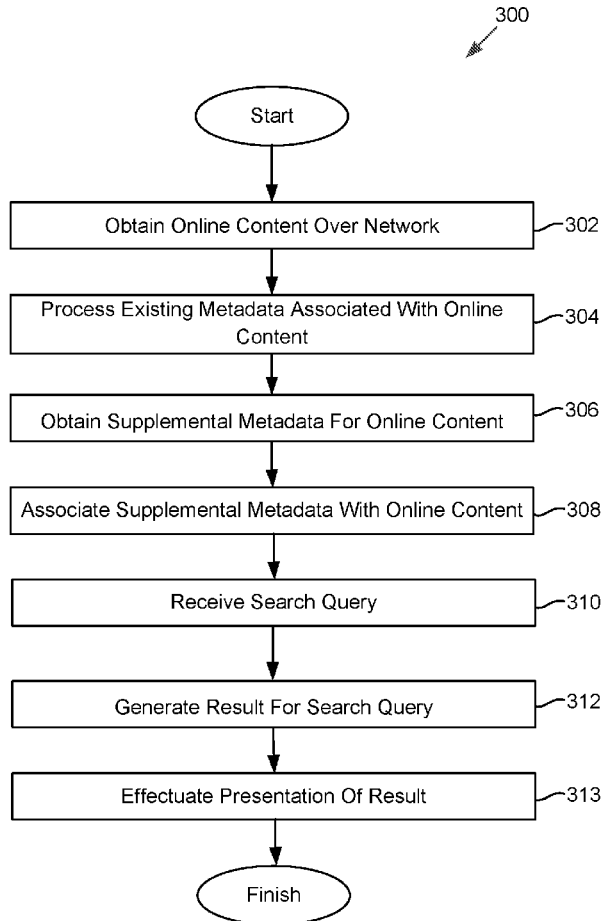 300
Start
Obtain Online Content Over Network
302
Process Existing Metadata Associated With Online
Content
304
Obtain Supplemental Metadata For Online Content
306
Associate Supplemental Metadata With Online Content
308
Receive Search Query
310
Generate Result For Search Query
312
Effectuate Presentation Of Result
313
Finish